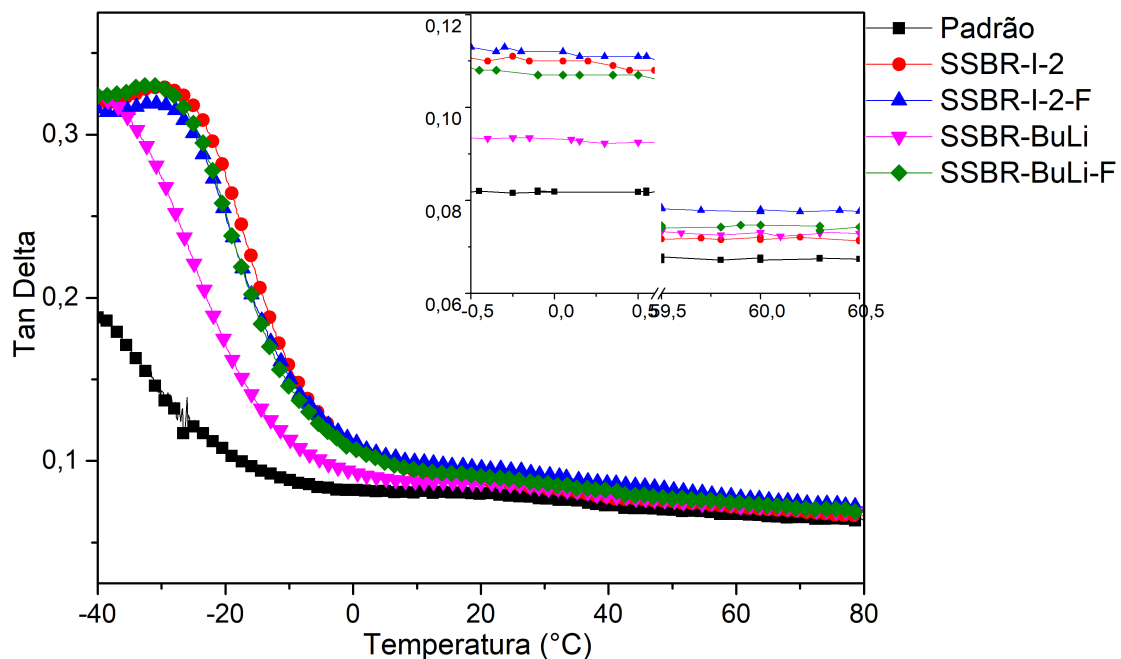 0,12
0,10
0,08
0,06
-0,5
0,0
0,5
59,5
60,0
60,5
Padrão
SSBR-I-2
SSBR-I-2-F
SSBR-BuLi
SSBR-BuLi-F
0,3
0,2
0,1
Tan Delta
-40
-20
0
20
40
60
80
Temperatura (°C)